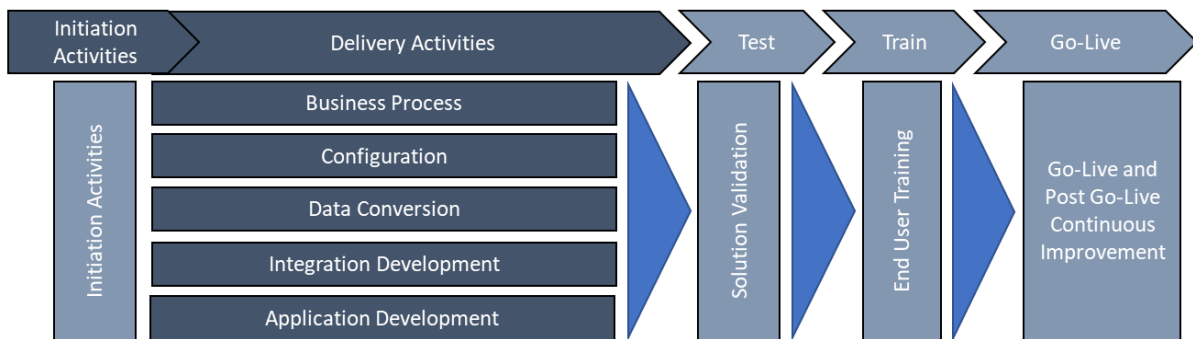 Initiation
Activities
Delivery Activities
Test
Train
Go-Live
Initiation Activities
Business Process
Configuration
Data Conversion
Integration Development
Application Development
Solution Validation
End User Training
Go-Live and
Post Go-Live
Continuous
Improvement